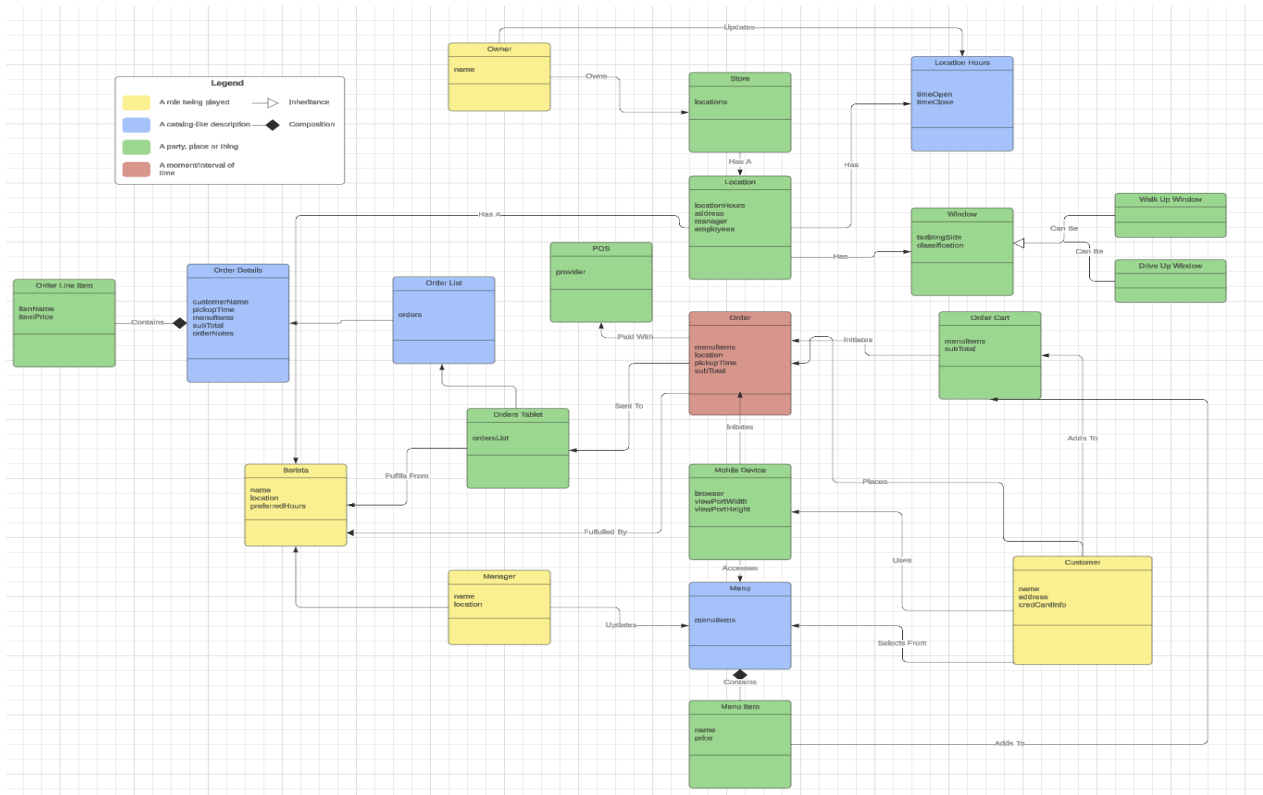 Updates
Owner
name
Owns
Legend
A role being played
Inheritance
A catalog-like description
Composition
A party, place or thing
A moment/interval of
time
Store
locations
Location Hours
timeOpen
timeClose
Has A
Has
Location
locationHours
address
manager
employees
Has A
Has
Window
buildingSide
classification
Walk Up Window
Can Be
Can Be
Drive Up Window
POS
provider
Order Line Item
itemPrice
Contains
Order Details
customerName
pickupTime
menuItems
subTotal
orderNotes
Order List
orders
Paid With
Order
menuItems
location
pickupTime
subTotal
Initiates
Order Cart
menuItems
subTotal
Sent To
Orders Tablet
ordersList
Initiates
Adds To
Barista
name
location
preferredHours
Fulfills From
Mobile Device
browser
viewPortWidth
viewPortHeight
Places
Uses
Accesses
Customer
name
address
credCardInfo
Manager
name
location
Updates
Menu
menuItems
Selects From
Contains
Menu Item
name
price
Adds To